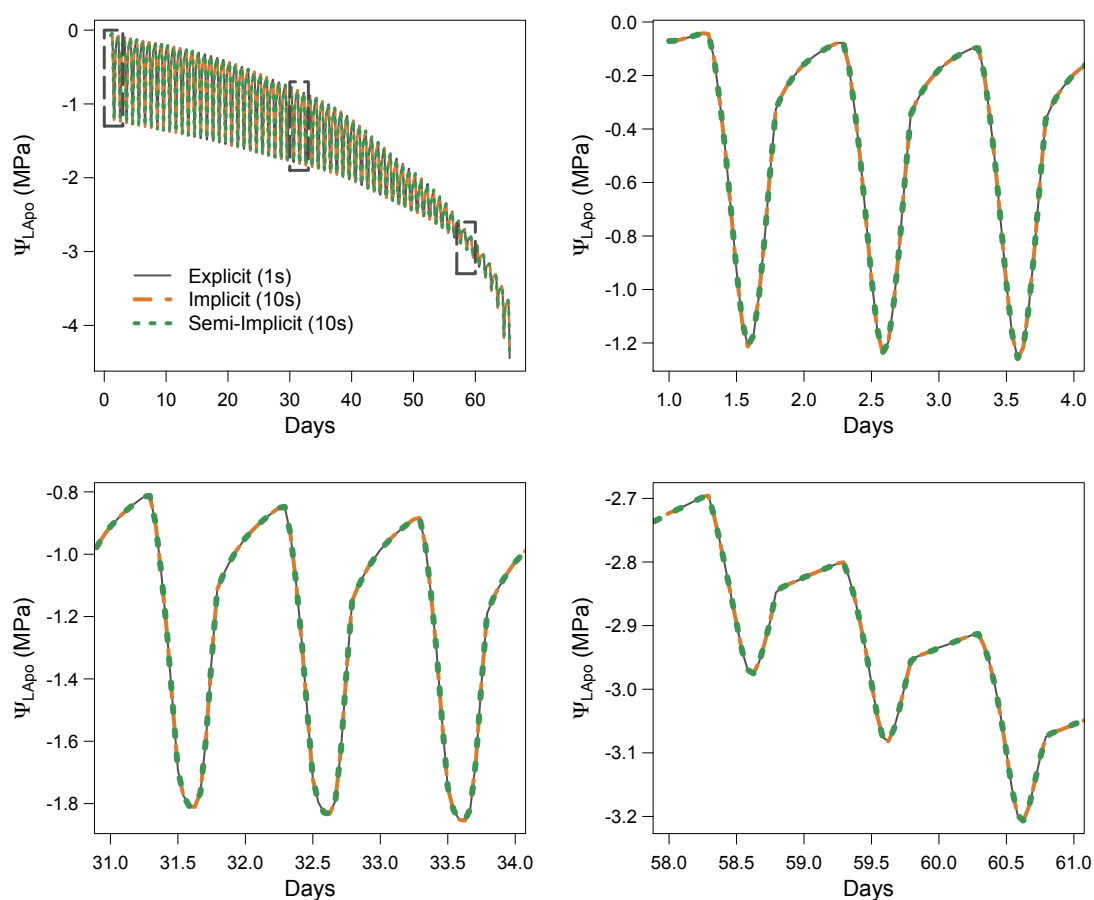 0
-1
-2
-3
-4
Ψ_LApo (MPa)
Explicit (1s)
Implicit (10s)
Semi-Implicit (10s)
0 10 20 30 40 50 60
Days
0.0
-0.2
-0.4
-0.6
-0.8
-1.0
-1.2
Ψ_LApo (MPa)
1.0 1.5 2.0 2.5 3.0 3.5 4.0
Days
-0.8
-1.0
-1.2
-1.4
-1.6
-1.8
Ψ_LApo (MPa)
31.0 31.5 32.0 32.5 33.0 33.5 34.0
Days
-2.7
-2.8
-2.9
-3.0
-3.1
-3.2
Ψ_LApo (MPa)
58.0 58.5 59.0 59.5 60.0 60.5 61.0
Days